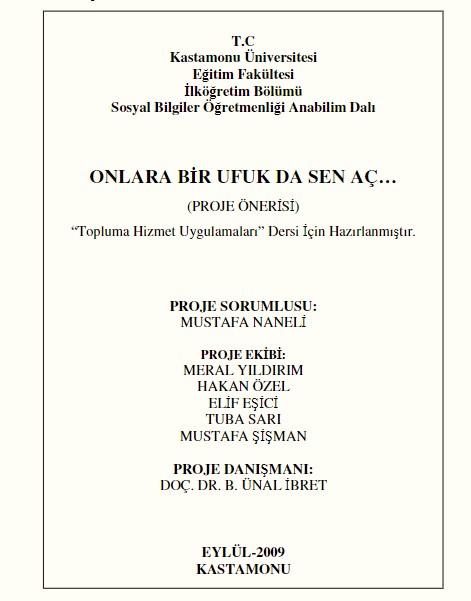 T.C
Kastamonu Üniversitesi
Eğitim Fakültesi
İlköğretim Bölümü
Sosyal Bilgiler Öğretmenliği Anabilim Dalı
ONLARA BİR UFUK DA SEN AÇ…
(PROJE ÖNERİSİ)
“Topluma Hizmet Uygulamaları” Dersi İçin Hazırlanmıştır.
PROJE SORUMLUSU:
MUSTAFA NANELİ
PROJE EKİBİ:
MERAL YILDIRIM
HAKAN ÖZEL
ELİF EŞİCİ
TUBA SARI
MUSTAFA ŞİŞMAN
PROJE DANIŞMANI:
DOÇ. DR. B. ÜNAL İBRET
EYLÜL-2009
KASTAMONU